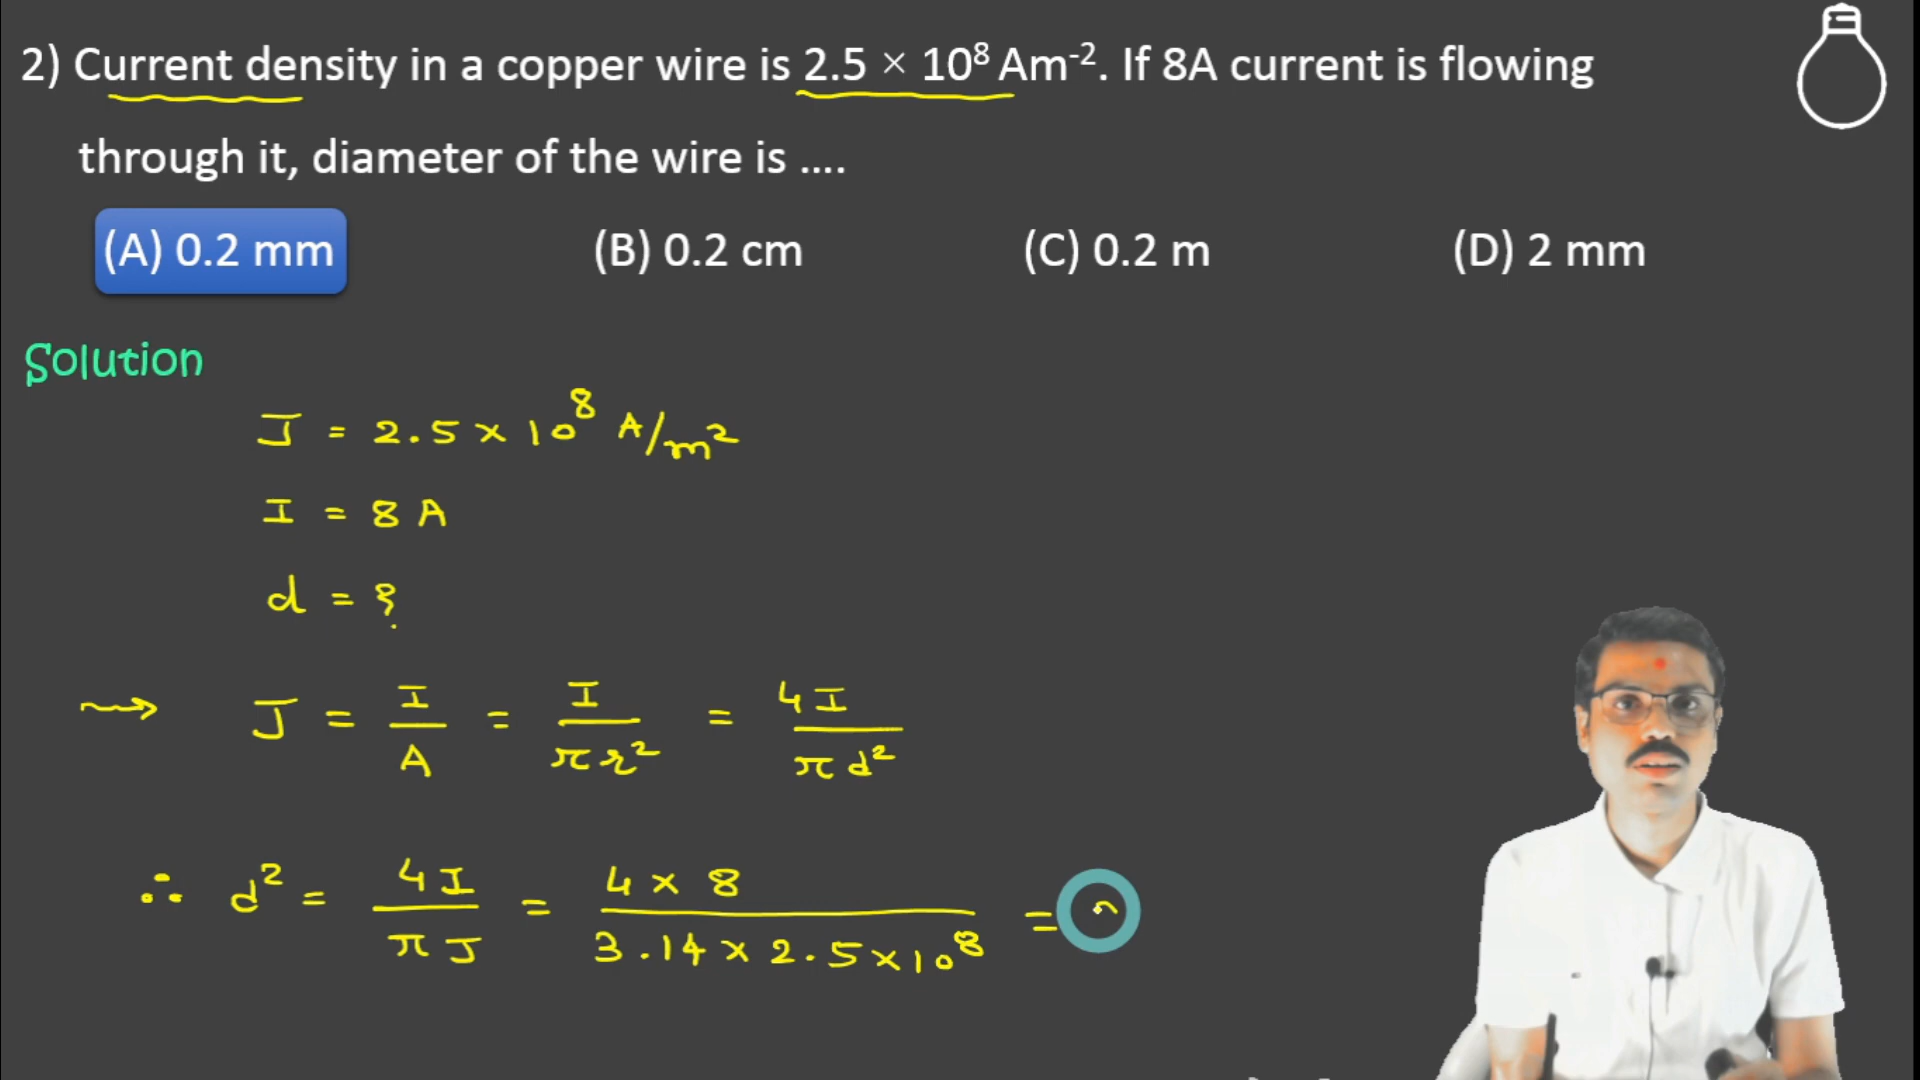 2) Current density in a copper wire is 2.5 × 10⁸ Am⁻². If 8A current is flowing
through it, diameter of the wire is ....
(A) 0.2 mm (B) 0.2 cm (C) 0.2 m (D) 2 mm
Solution
J = 2.5 × 10⁸ A/m²
I = 8 A
d = ?
⇝ J = I/A = I/πr² = 4I/πd²
∴ d² = 4I/πJ = 4 × 8/3.14 × 2.5 × 10⁸ =